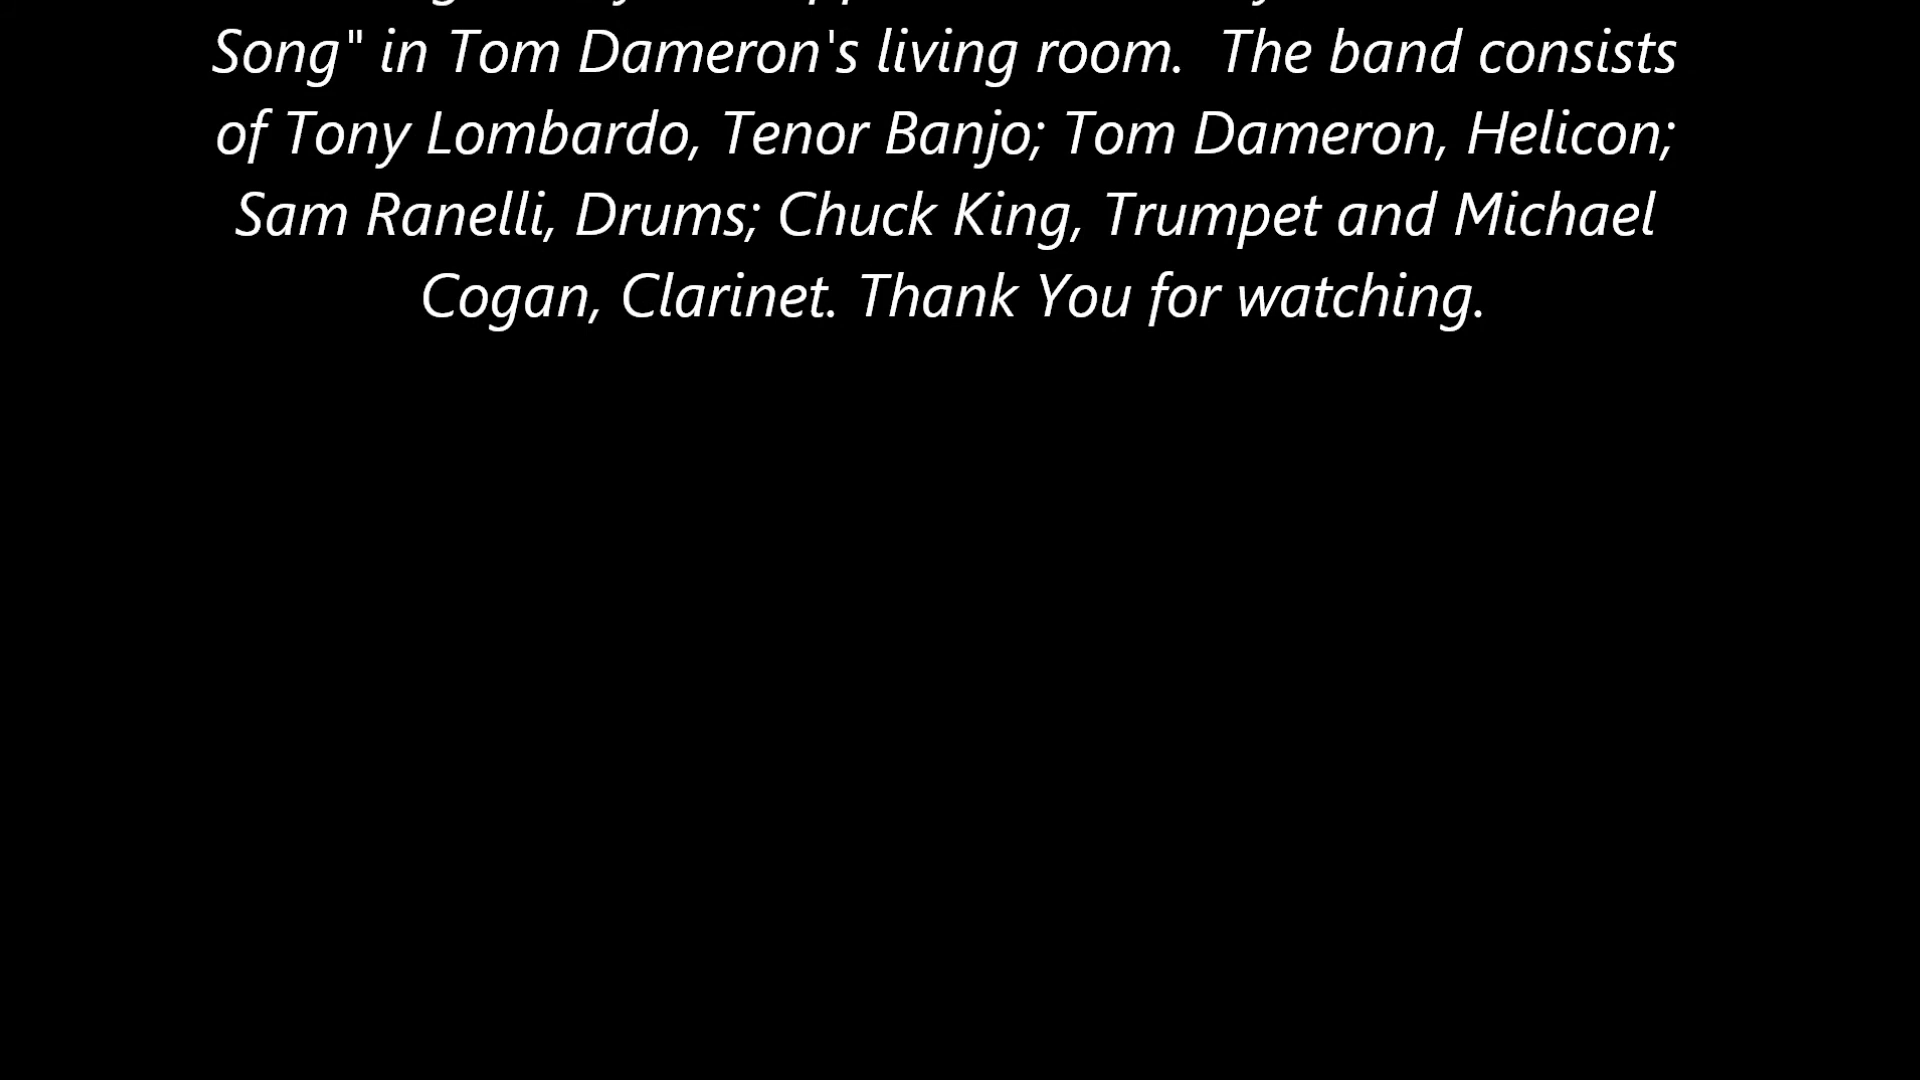 Song" in Tom Dameron's living room.  The band consists
of Tony Lombardo, Tenor Banjo; Tom Dameron, Helicon;
Sam Ranelli, Drums; Chuck King, Trumpet and Michael
Cogan, Clarinet. Thank You for watching.